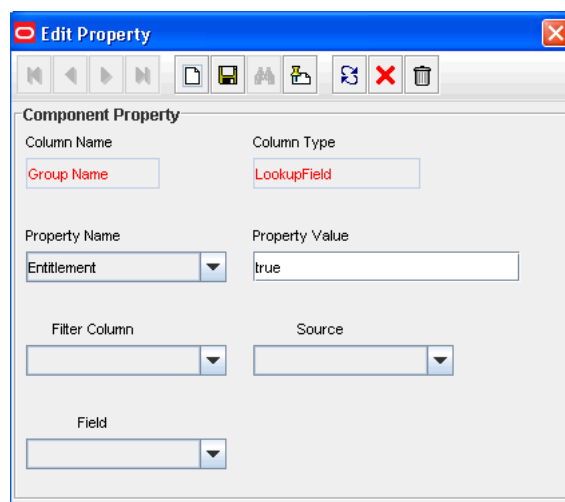 Edit Property
Component Property
Column Name Column Type
Group Name LookupField
Property Name Property Value
Entitlement true
Filter Column Source
Field